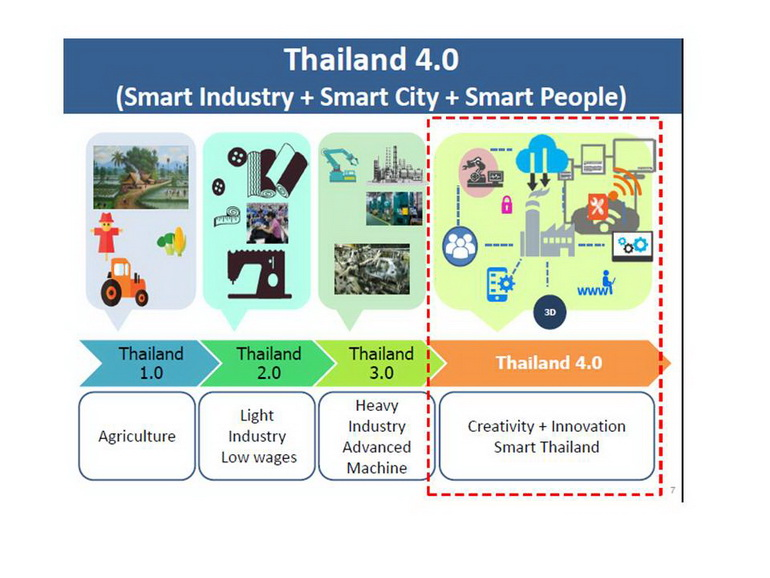 Thailand 4.0
(Smart Industry + Smart City + Smart People)
www
3D
Thailand
1.0
Thailand
2.0
Thailand
3.0
Thailand 4.0
Agriculture
Light
Industry
Low wages
Heavy
Industry
Advanced
Machine
Creativity + Innovation
Smart Thailand
7